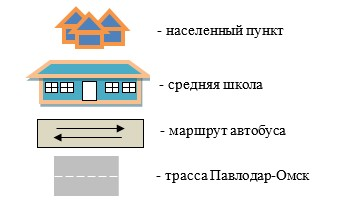 - населенный пункт
- средняя школа
- маршрут автобуса
- трасса Павлодар-Омск